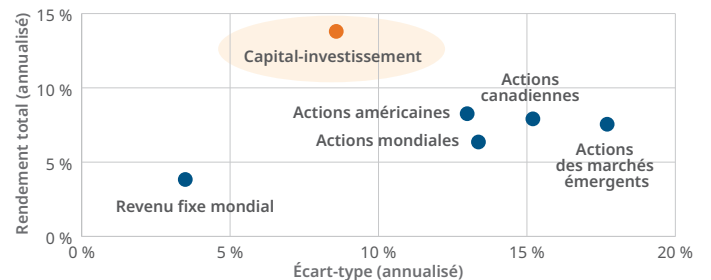 Rendement total (annualisé)
15 %
10 %
5 %
0 %
Capital-investissement
Actions
canadiennes
Actions américaines
Actions mondiales
Actions
des marchés
émergents
Revenu fixe mondial
0 %
5 %
10 %
15 %
20 %
Écart-type (annualisé)